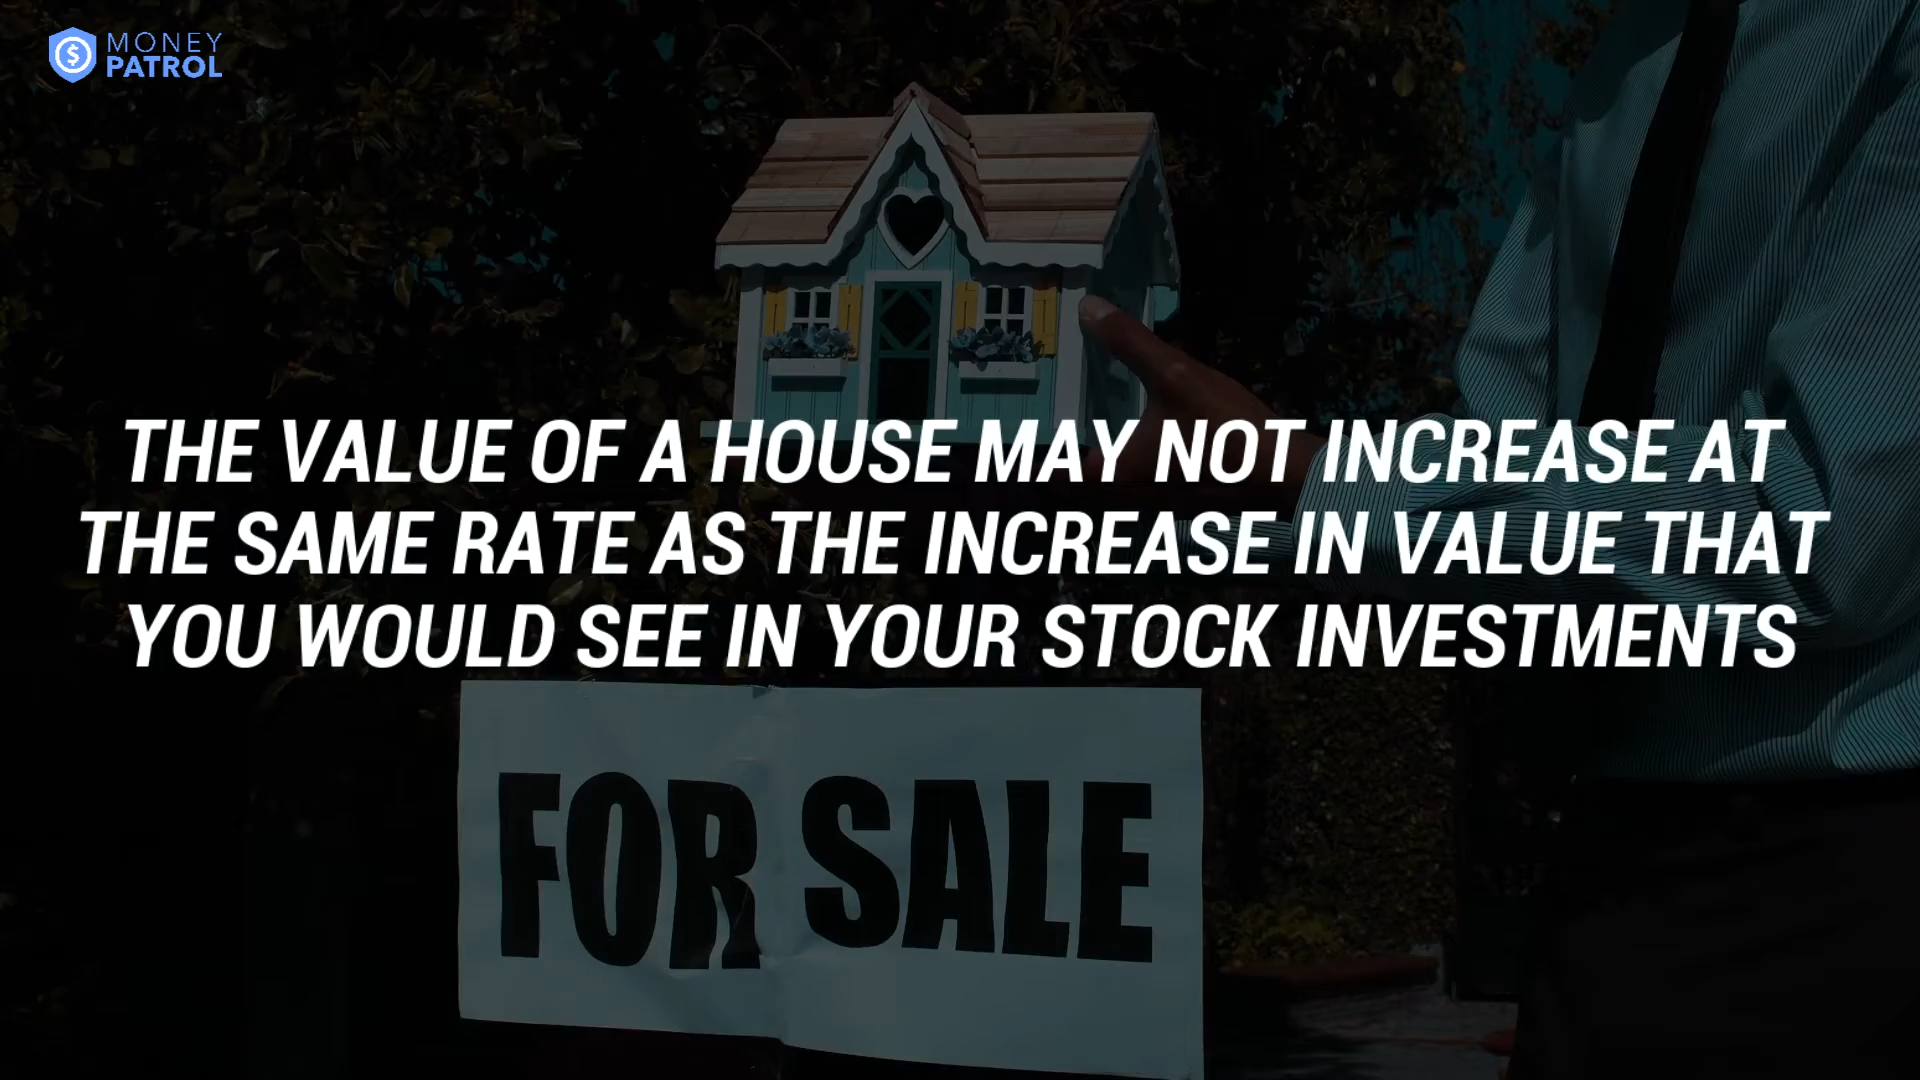 MONEY
PATROL
THE VALUE OF A HOUSE MAY NOT INCREASE AT
THE SAME RATE AS THE INCREASE IN VALUE THAT
YOU WOULD SEE IN YOUR STOCK INVESTMENTS
FOR SALE